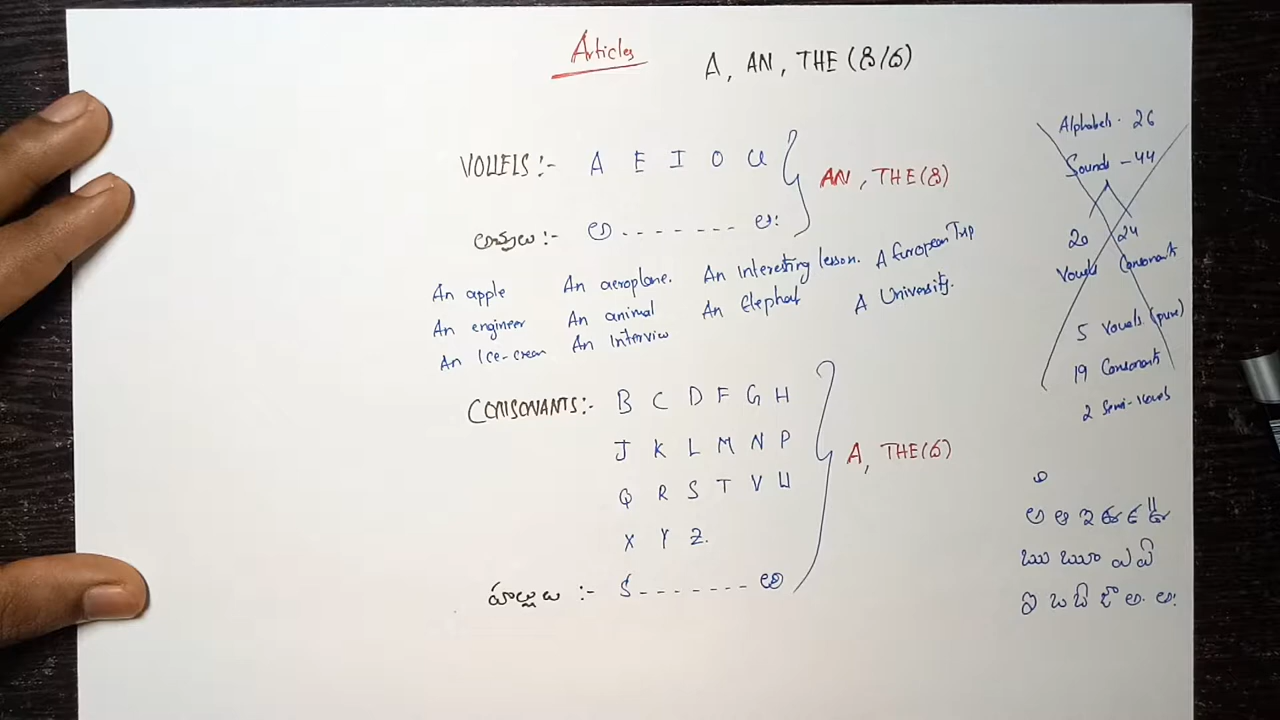 Articles A, AN, THE (ది/ద)
VOWELS :- A E I O U AN, THE (ది)
అచ్చులు :- అ - - - - - - - అః
An apple An aeroplane. An Interesting lesson. A European Trip
An engineer An animal An Elephant A University.
An Ice-cream An Interview
CONSONANTS :- B C D F G H
J K L M N P A, THE (ద)
Q R S T V W
X Y Z.
హల్లులు :- క - - - - - - - ఱ
Alphabets - 26
Sounds - 44
20 24
Vowels Consonants
5 Vowels (pure)
19 Consonants
2 Semi-Vowels
అ ఆ ఇ ఈ ఉ ఊ
ఋ ౠ ఎ ఏ
ఐ ఒ ఓ ఔ అం అః